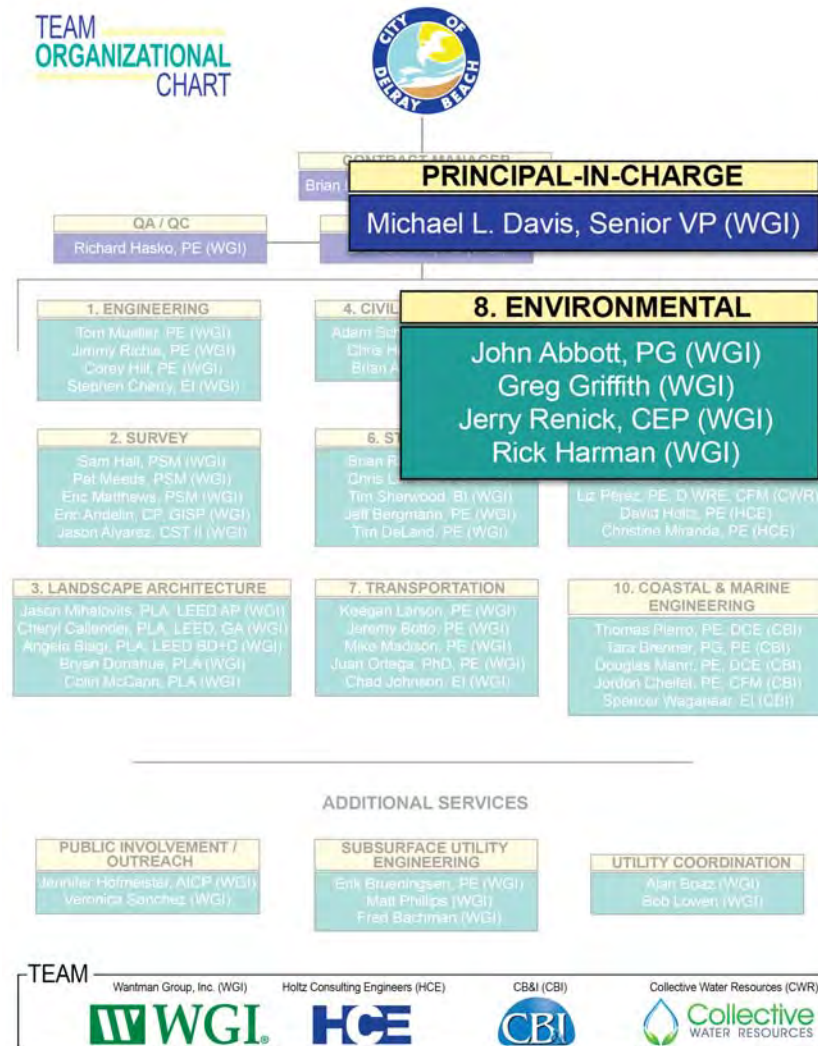 TEAM
ORGANIZATIONAL
CHART
CITY OF
DELRAY BEACH
CONTRACT MANAGER
Brian
PRINCIPAL-IN-CHARGE
Michael L. Davis, Senior VP (WGI)
QA / QC
Richard Hasko, PE (WGI)
1. ENGINEERING
Tom Mueller, PE (WGI)
Jimmy Richie, PE (WGI)
Corey Hill, PE (WGI)
Stephen Cherry, EI (WGI)
4. CIVIL
Adam Sch
Chris H
Brian A
8. ENVIRONMENTAL
John Abbott, PG (WGI)
Greg Griffith (WGI)
Jerry Renick, CEP (WGI)
Rick Harman (WGI)
2. SURVEY
Sam Hall, PSM (WGI)
Pat Meeds, PSM (WGI)
Eric Matthews, PSM (WGI)
Eric Andelin, CP, GISP (WGI)
Jason Alvarez, CST II (WGI)
6. ST
Brian R
Chris L
Tim Sherwood, BI (WGI)
Jeff Bergmann, PE (WGI)
Tim DeLand, PE (WGI)
Liz Perez, PE, D.WRE, CFM (CWR)
David Holtz, PE (HCE)
Christine Miranda, PE (HCE)
3. LANDSCAPE ARCHITECTURE
Jason Mihalovits, PLA, LEED AP (WGI)
Cheryl Callender, PLA, LEED, GA (WGI)
Angela Biagi, PLA, LEED BD+C (WGI)
Bryan Donahue, PLA (WGI)
Colin McCann, PLA (WGI)
7. TRANSPORTATION
Keegan Larson, PE (WGI)
Jeremy Botto, PE (WGI)
Mike Madison, PE (WGI)
Juan Ortega, PhD, PE (WGI)
Chad Johnson, EI (WGI)
10. COASTAL & MARINE
ENGINEERING
Thomas Pierro, PE, DCE (CBI)
Tara Brenner, PG, PE (CBI)
Douglas Mann, PE, DCE (CBI)
Jordon Cheifet, PE, CFM (CBI)
Spencer Waganaar, EI (CBI)
ADDITIONAL SERVICES
PUBLIC INVOLVEMENT /
OUTREACH
Jennifer Hofmeister, AICP (WGI)
Veronica Sanchez (WGI)
SUBSURFACE UTILITY
ENGINEERING
Erik Brueningsen, PE (WGI)
Matt Phillips (WGI)
Fred Bachman (WGI)
UTILITY COORDINATION
Alan Boaz (WGI)
Bob Lowen (WGI)
TEAM
Wantman Group, Inc. (WGI)
WGI
Holtz Consulting Engineers (HCE)
HCE
CB&I (CBI)
CB&I
Collective Water Resources (CWR)
Collective
WATER RESOURCES